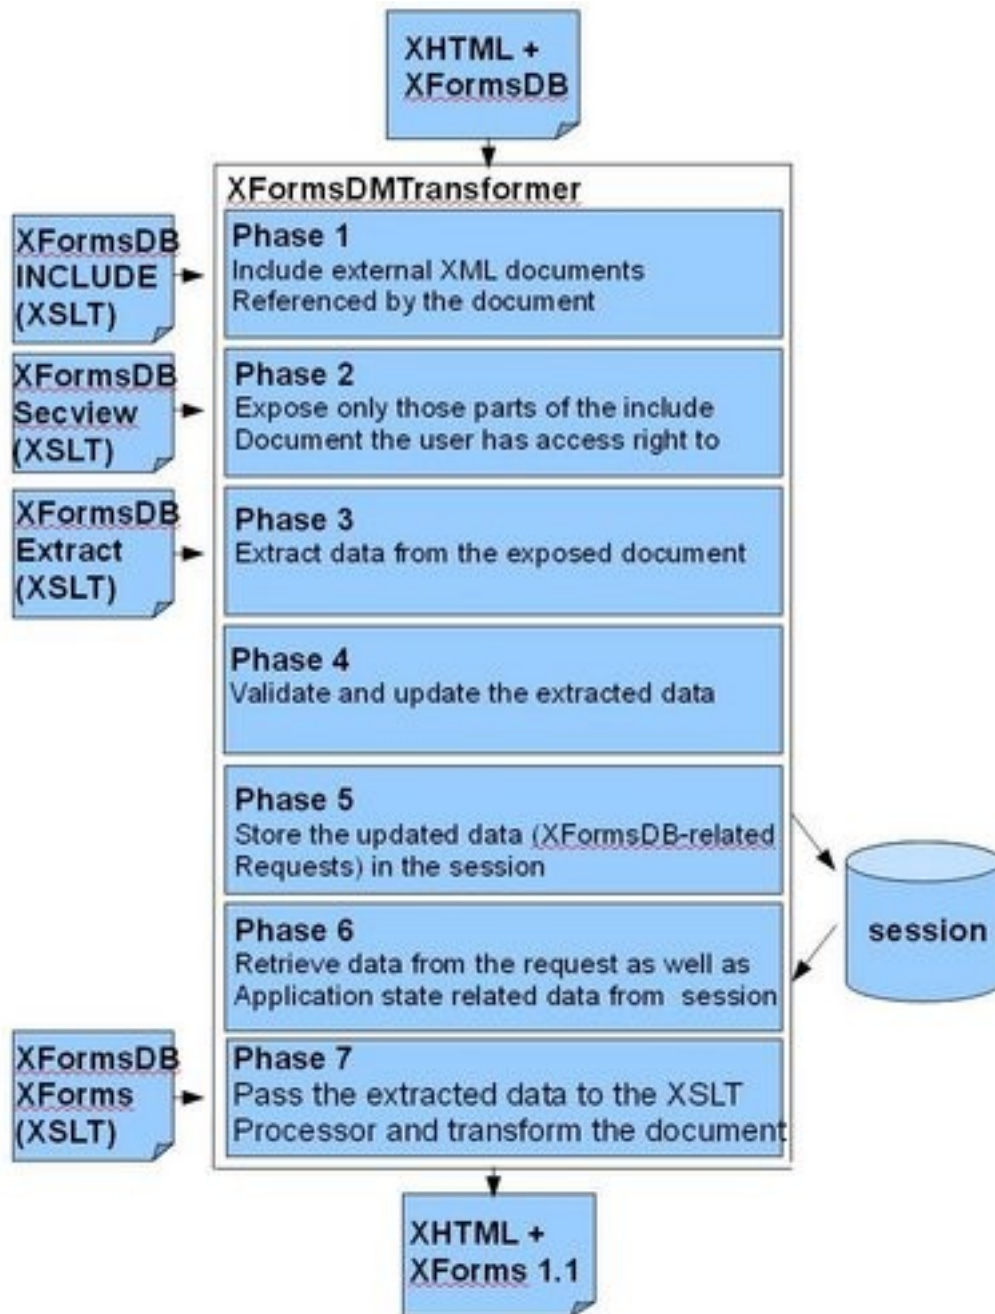 XHTML +
XFormsDB
XFormsDMTransformer
XFormsDB
INCLUDE
(XSLT)
Phase 1
Include external XML documents
Referenced by the document
XFormsDB
Secview
(XSLT)
Phase 2
Expose only those parts of the include
Document the user has access right to
XFormsDB
Extract
(XSLT)
Phase 3
Extract data from the exposed document
Phase 4
Validate and update the extracted data
Phase 5
Store the updated data (XFormsDB-related
Requests) in the session
session
Phase 6
Retrieve data from the request as well as
Application state related data from session
XFormsDB
XForms
(XSLT)
Phase 7
Pass the extracted data to the XSLT
Processor and transform the document
XHTML +
XForms 1.1